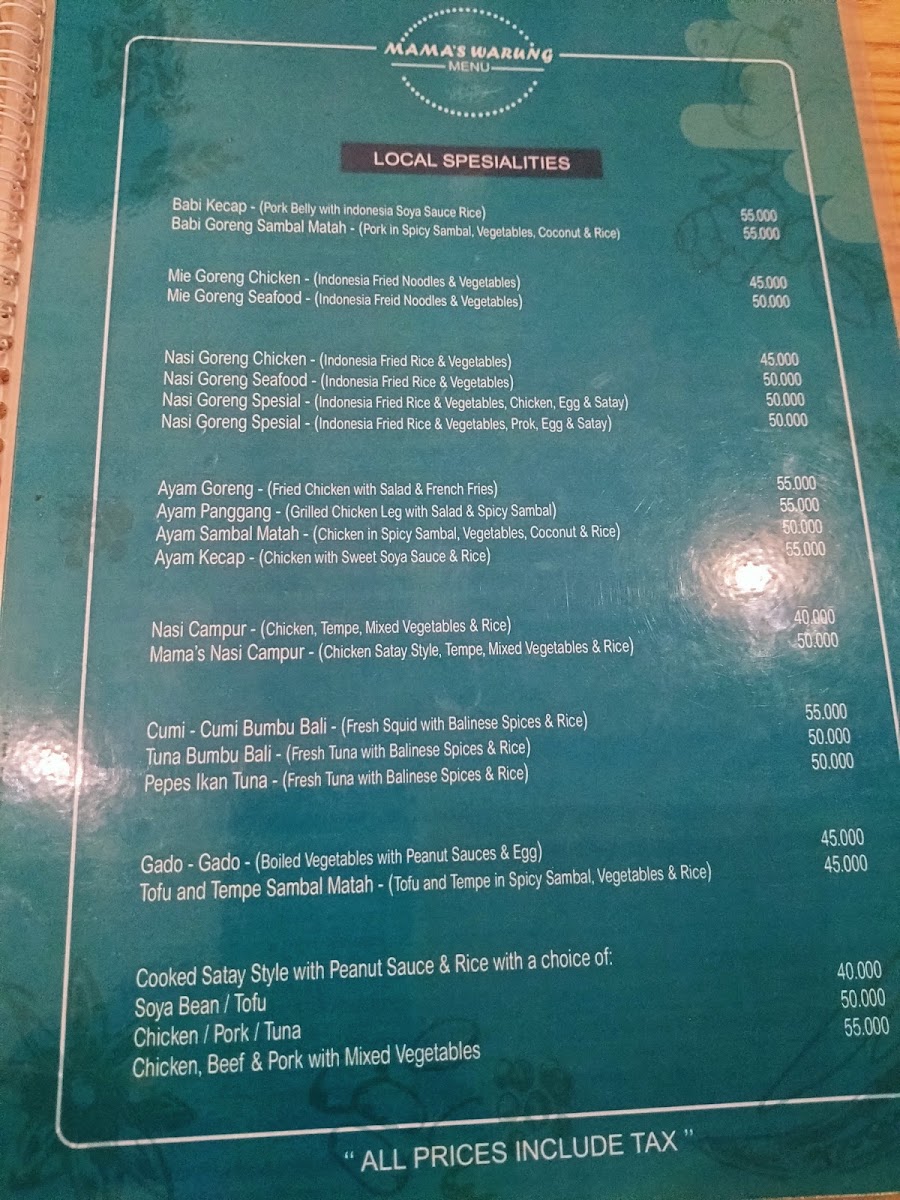 MAMA'S WARUNG
MENU
LOCAL SPESIALITIES
Babi Kecap - (Pork Belly with indonesia Soya Sauce Rice) 55.000
Babi Goreng Sambal Matah - (Pork in Spicy Sambal, Vegetables, Coconut & Rice) 55.000
Mie Goreng Chicken - (Indonesia Fried Noodles & Vegetables) 45.000
Mie Goreng Seafood - (Indonesia Freid Noodles & Vegetables) 50.000
Nasi Goreng Chicken - (Indonesia Fried Rice & Vegetables) 45.000
Nasi Goreng Seafood - (Indonesia Fried Rice & Vegetables) 50.000
Nasi Goreng Spesial - (Indonesia Fried Rice & Vegetables, Chicken, Egg & Satay) 50.000
Nasi Goreng Spesial - (Indonesia Fried Rice & Vegetables, Prok, Egg & Satay) 50.000
Ayam Goreng - (Fried Chicken with Salad & French Fries) 55.000
Ayam Panggang - (Grilled Chicken Leg with Salad & Spicy Sambal) 55.000
Ayam Sambal Matah - (Chicken in Spicy Sambal, Vegetables, Coconut & Rice) 50.000
Ayam Kecap - (Chicken with Sweet Soya Sauce & Rice) 55.000
Nasi Campur - (Chicken, Tempe, Mixed Vegetables & Rice) 40.000
Mama's Nasi Campur - (Chicken Satay Style, Tempe, Mixed Vegetables & Rice) 50.000
Cumi - Cumi Bumbu Bali - (Fresh Squid with Balinese Spices & Rice) 55.000
Tuna Bumbu Bali - (Fresh Tuna with Balinese Spices & Rice) 50.000
Pepes Ikan Tuna - (Fresh Tuna with Balinese Spices & Rice) 50.000
Gado - Gado - (Boiled Vegetables with Peanut Sauces & Egg) 45.000
Tofu and Tempe Sambal Matah - (Tofu and Tempe in Spicy Sambal, Vegetables & Rice) 45.000
Cooked Satay Style with Peanut Sauce & Rice with a choice of:
Soya Bean / Tofu 40.000
Chicken / Pork / Tuna 50.000
Chicken, Beef & Pork with Mixed Vegetables 55.000
“ ALL PRICES INCLUDE TAX ”